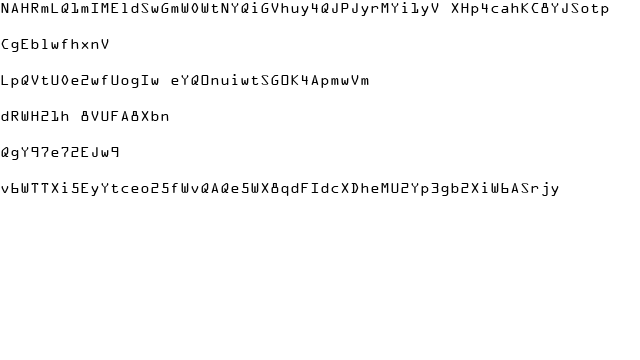 NAHRmLQ1mIMEldSwGmW0WtNYQiGVhuy4QJPJyrMYi1yV XHp4cahKC8YJSotp
CgEblwfhxnV
LpQVtU0e2wfUogIw eYQOnuiwtSGOK4ApmwVm
dRWH21h 8VUFA8Xbn
QgY97e72EJw9
v6WTTXi5EyYtceo25fWvQAQe5WX8qdFIdcXDheMU2Yp3gb2XiW6ASrjy